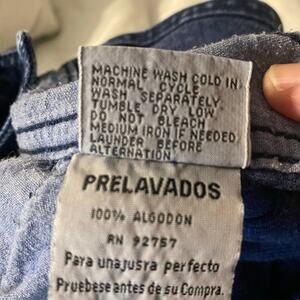 MACHINE WASH COLD IN
NORMAL CYCLE
WASH SEPARATELY.
TUMBLE DRY LOW
DO NOT BLEACH
MEDIUM IRON IF NEEDED
LAUNDER BEFORE
ALTERNATION
PRELAVADOS
100% ALGODON
RN 92757
Para unajusra perfecto
Pruebese antes de su Compra.